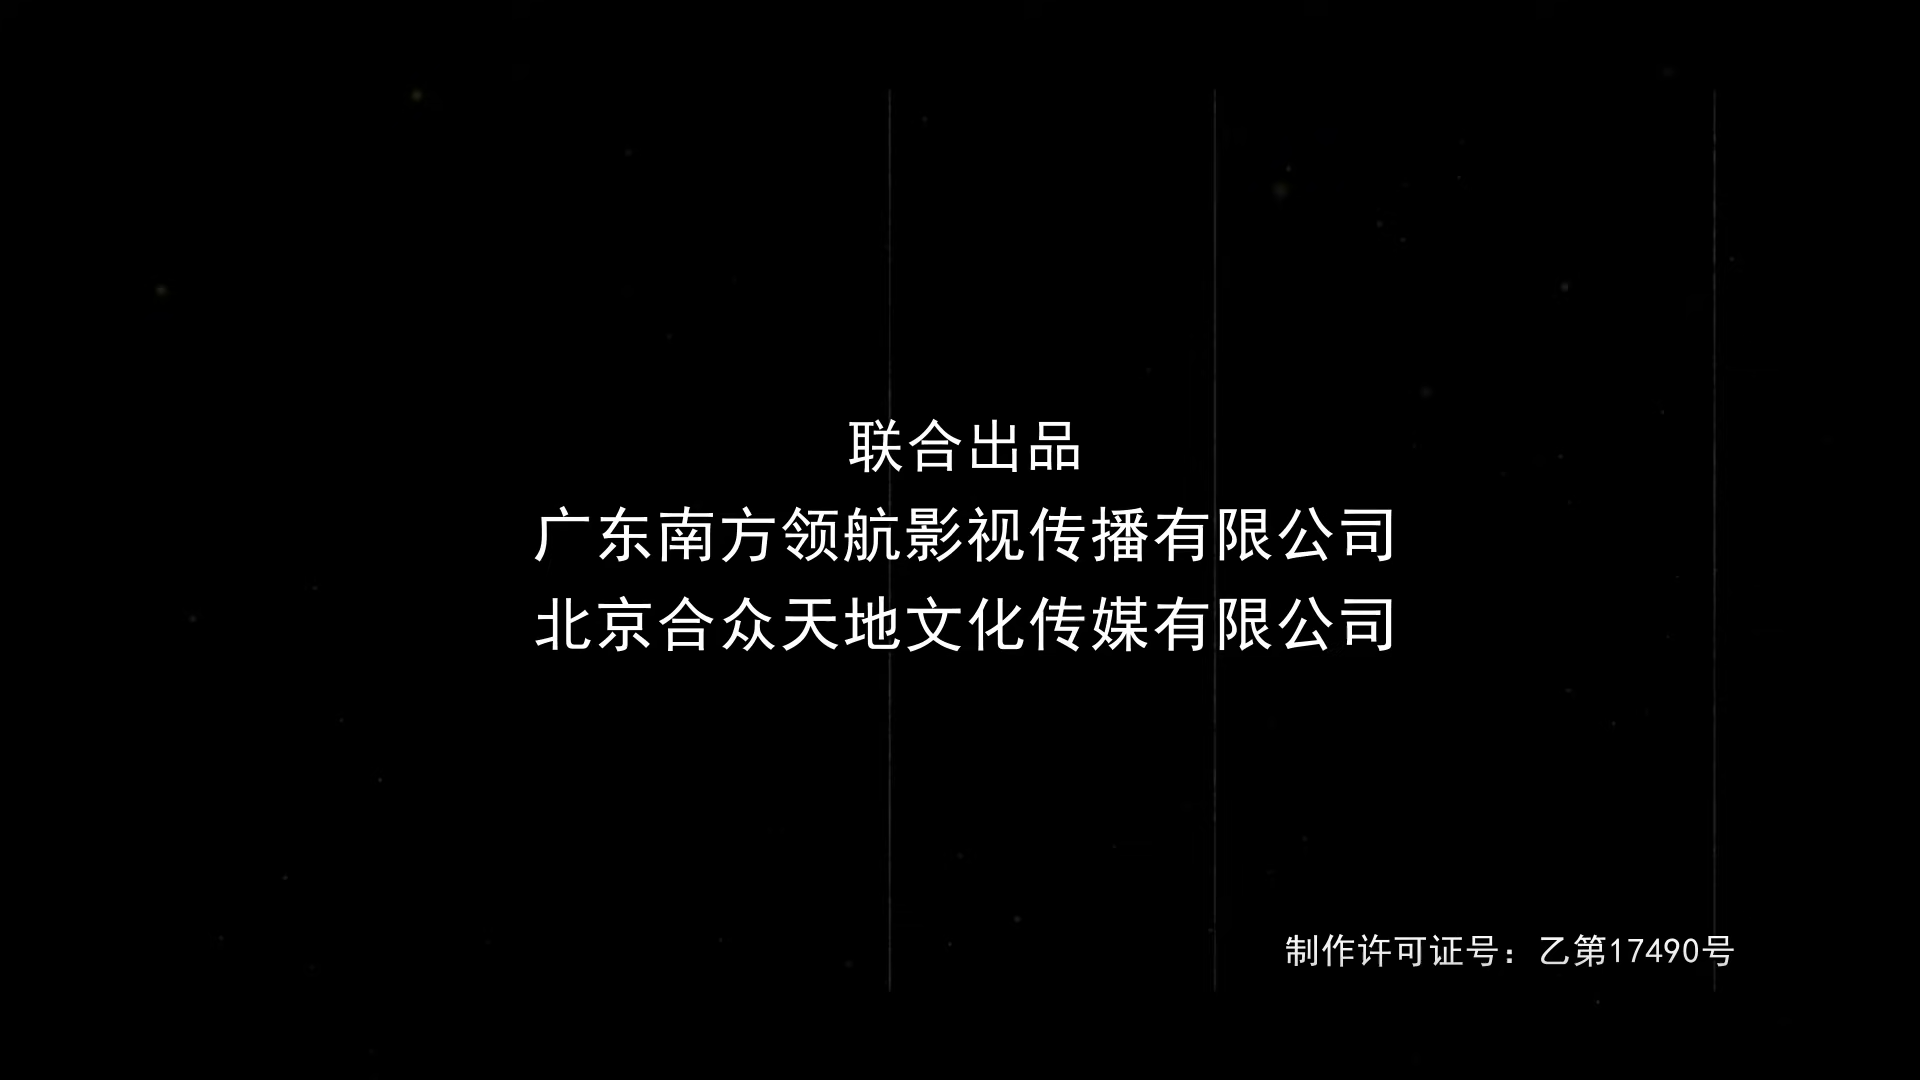 联合出品
广东南方领航影视传播有限公司
北京合众天地文化传媒有限公司
制作许可证号：乙第17490号